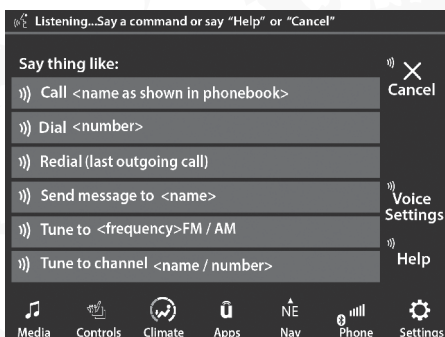 Listening...Say a command or say “Help” or “Cancel”
Say thing like:
Cancel
Call <name as shown in phonebook>
Dial <number>
Redial (last outgoing call)
Send message to <name>
Voice
Settings
Tune to <frequency>FM / AM
Help
Tune to channel <name / number>
NE
Media Controls Climate Apps Nav Phone Settings